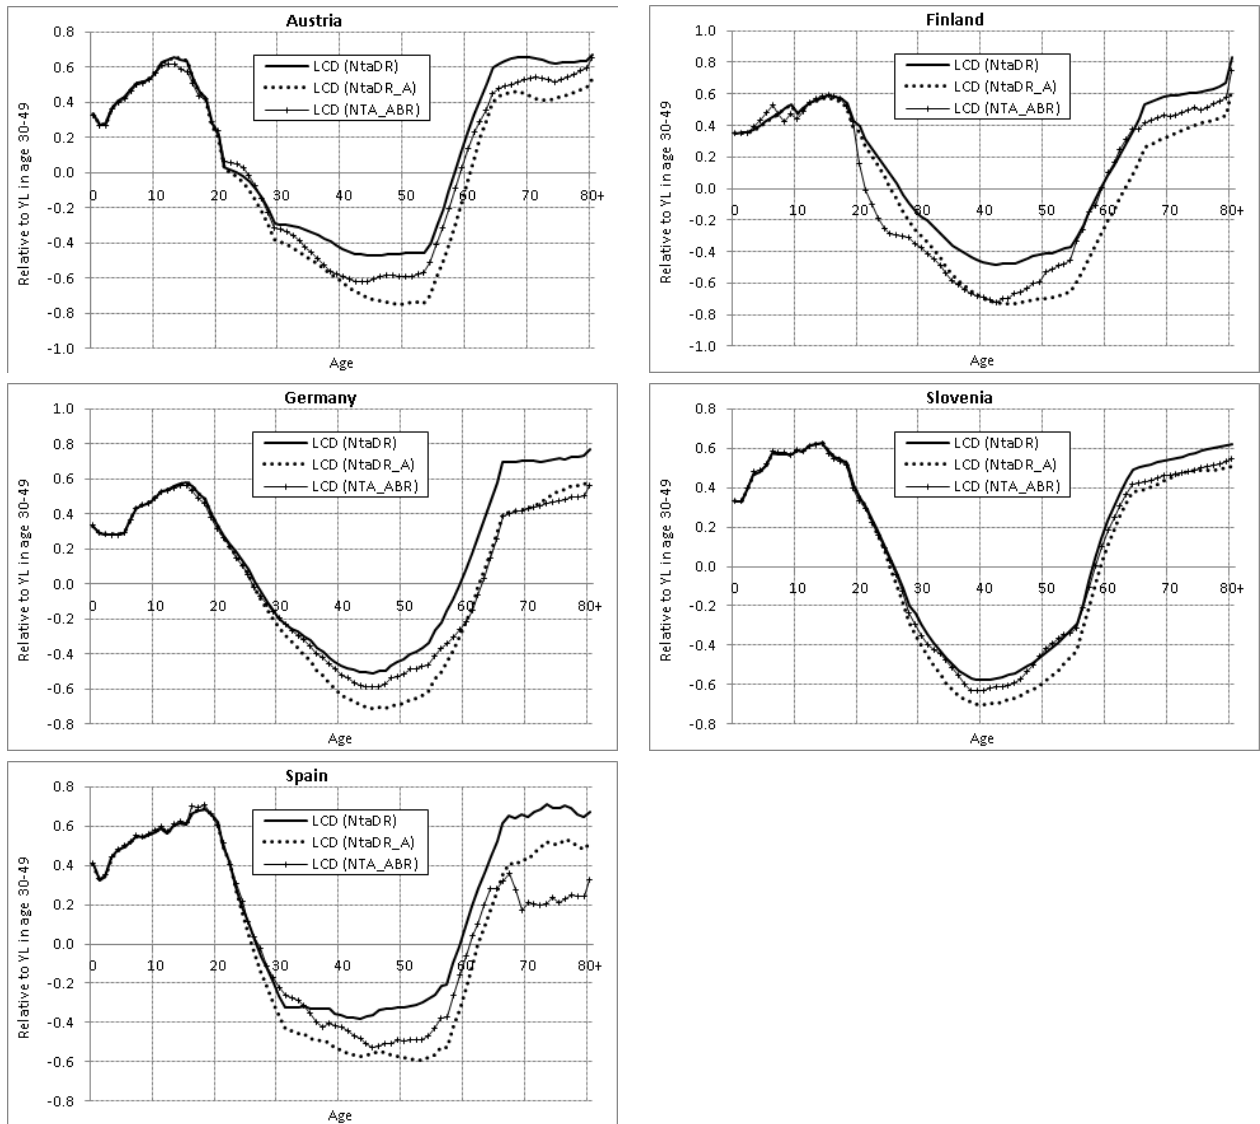 Austria
0.8
0.6
0.4
0.2
0.0
-0.2
-0.4
-0.6
-0.8
-1.0
Relative to YL in age 30-49
LCD (NtaDR)
LCD (NtaDR_A)
LCD (NTA_ABR)
0 10 20 30 40 50 60 70 80+
Age
Finland
1.0
0.8
0.6
0.4
0.2
0.0
0.2
0.4
0.6
0.8
1.0
Relative to YL in age 30-49
LCD (NtaDR)
LCD (NtaDR_A)
LCD (NTA_ABR)
0 10 20 30 40 50 60 70 80+
Age
Germany
1.0
0.8
0.6
0.4
0.2
0.0
-0.2
-0.4
-0.6
-0.8
Relative to YL in age 30-49
LCD (NtaDR)
LCD (NtaDR_A)
LCD (NTA_ABR)
0 10 20 30 40 50 60 70 80+
Age
Slovenia
0.8
0.6
0.4
0.2
0.0
-0.2
-0.4
-0.6
-0.8
Relative to YL in age 30-49
LCD (NtaDR)
LCD (NtaDR_A)
LCD (NTA_ABR)
0 10 20 30 40 50 60 70 80+
Age
Spain
0.8
0.6
0.4
0.2
0.0
-0.2
-0.4
-0.6
-0.8
Relative to YL in age 30-49
LCD (NtaDR)
LCD (NtaDR_A)
LCD (NTA_ABR)
0 10 20 30 40 50 60 70 80+
Age